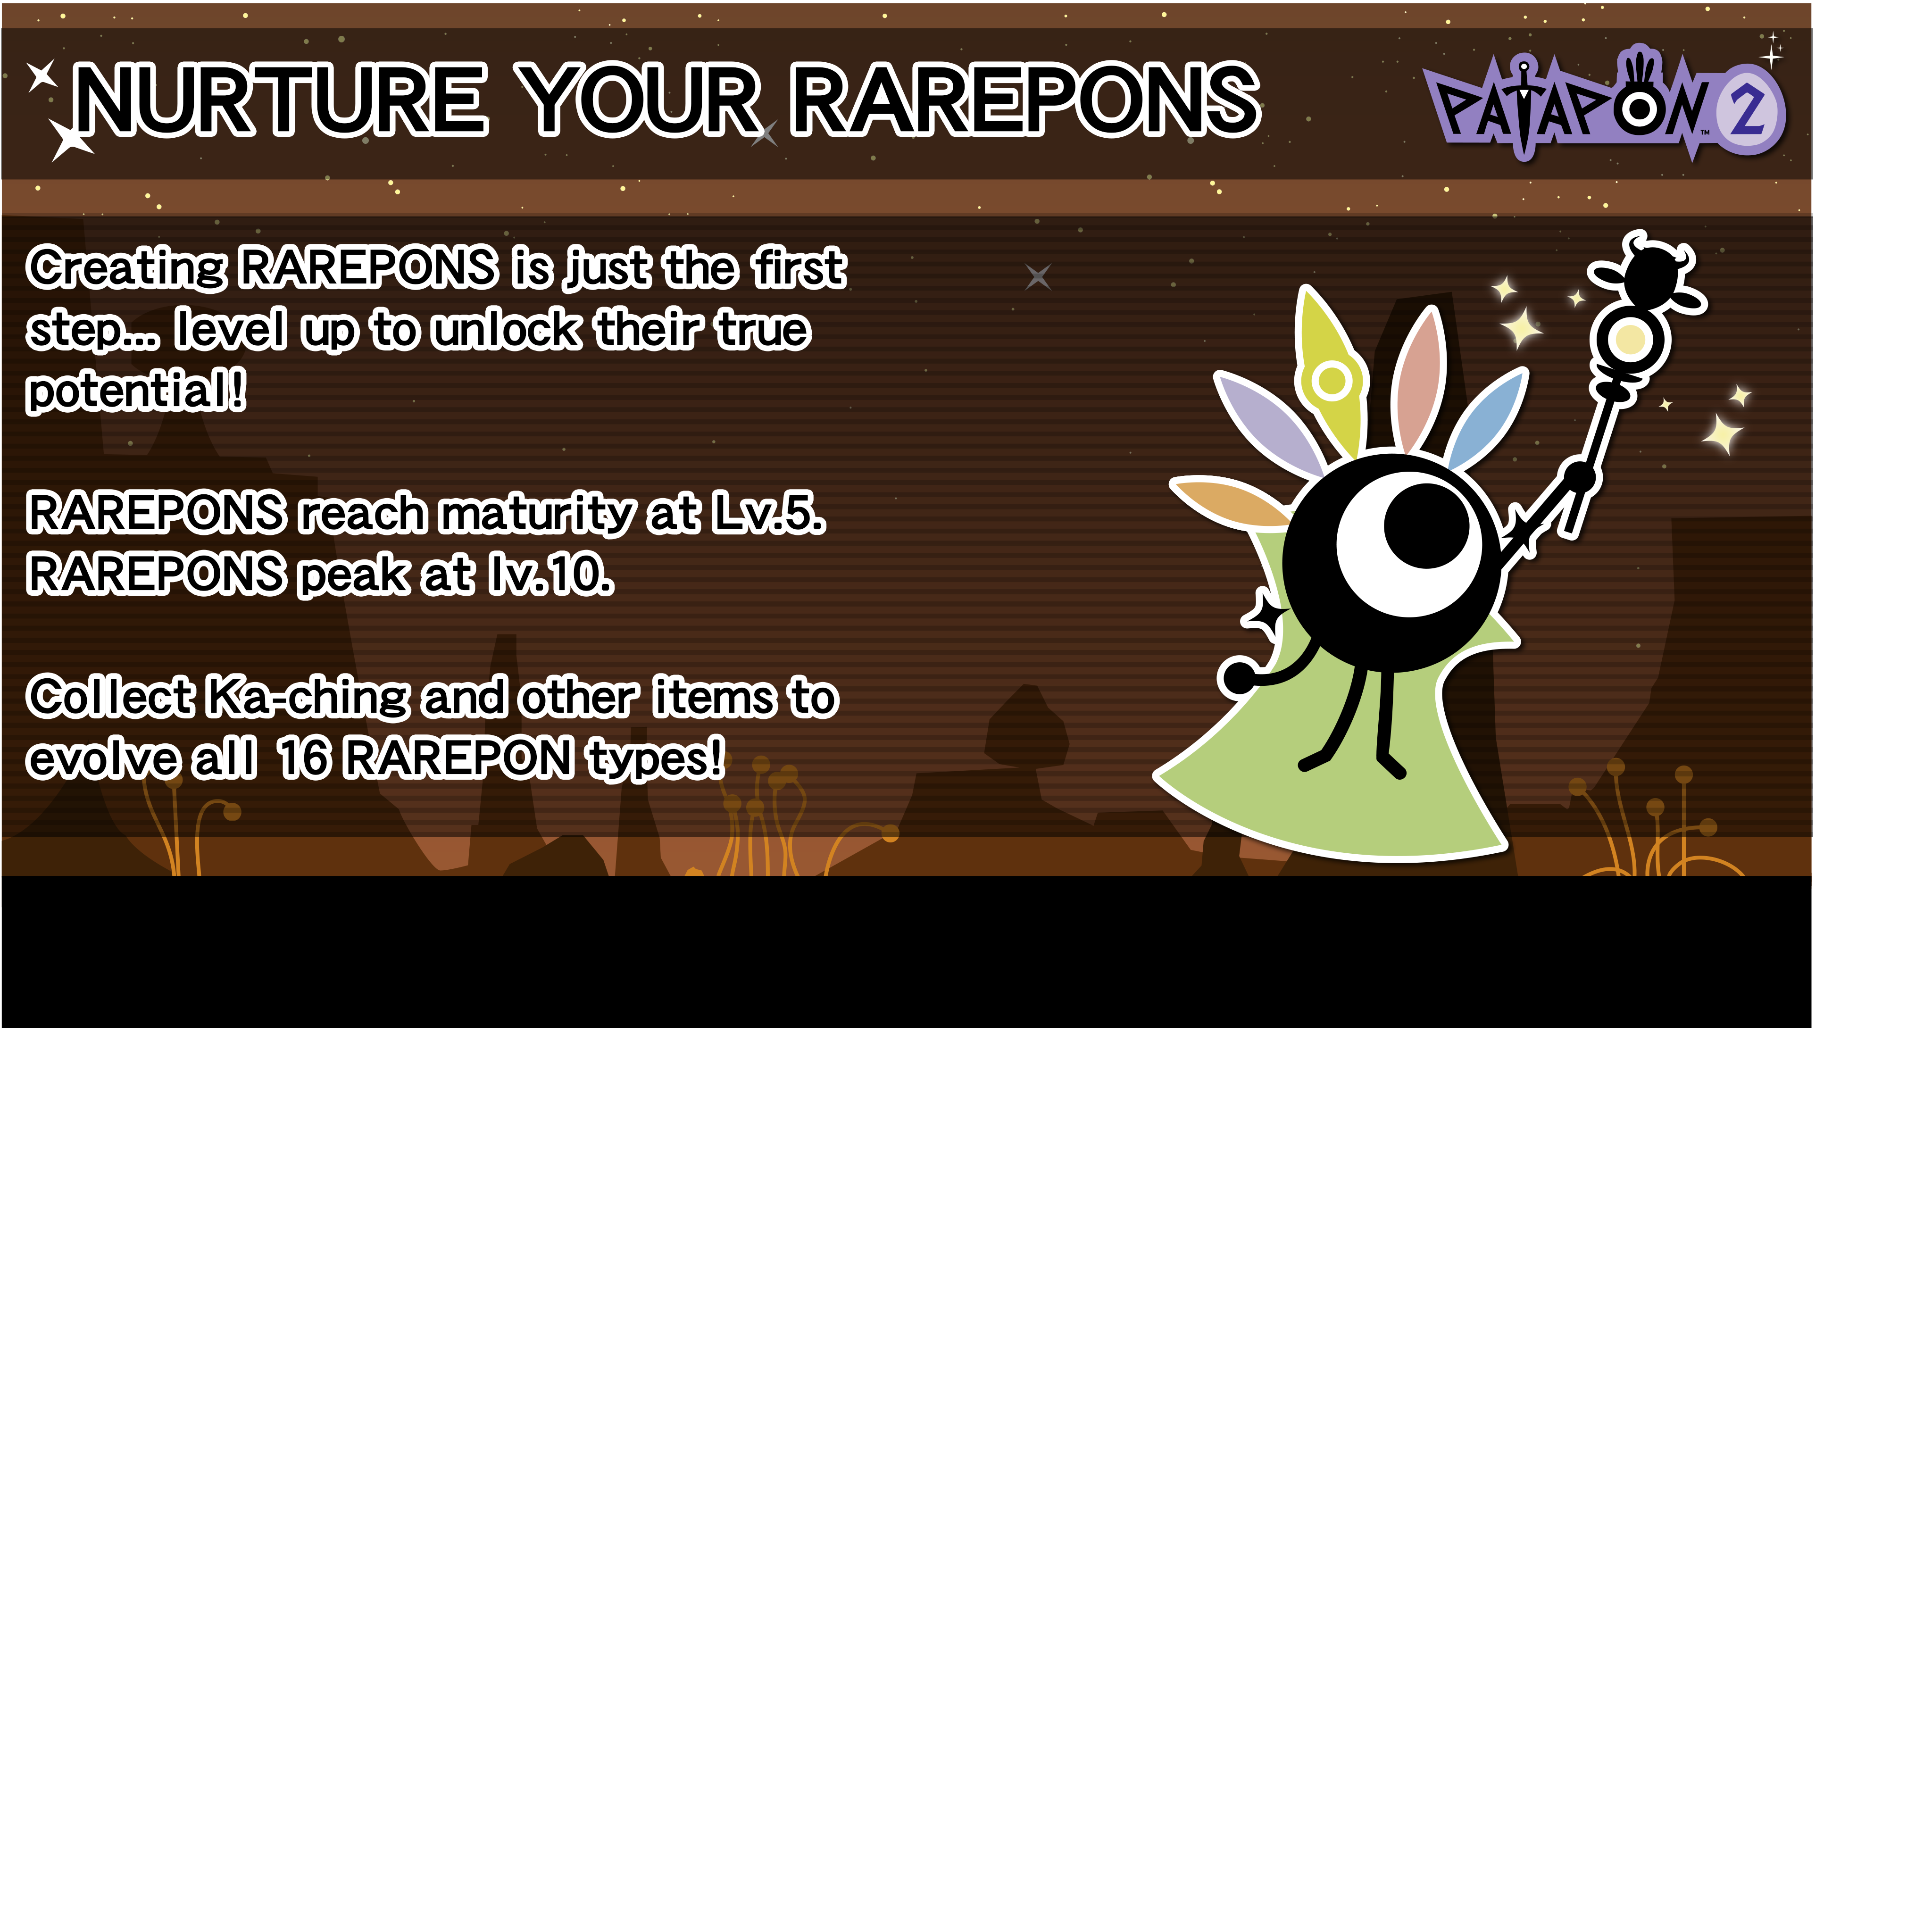 NURTURE YOUR RAREPONS
PATAPON 2
TM
Creating RAREPONS is just the first
step... level up to unlock their true
potential!
RAREPONS reach maturity at Lv.5.
RAREPONS peak at lv.10.
Collect Ka-ching and other items to
evolve all 16 RAREPON types!